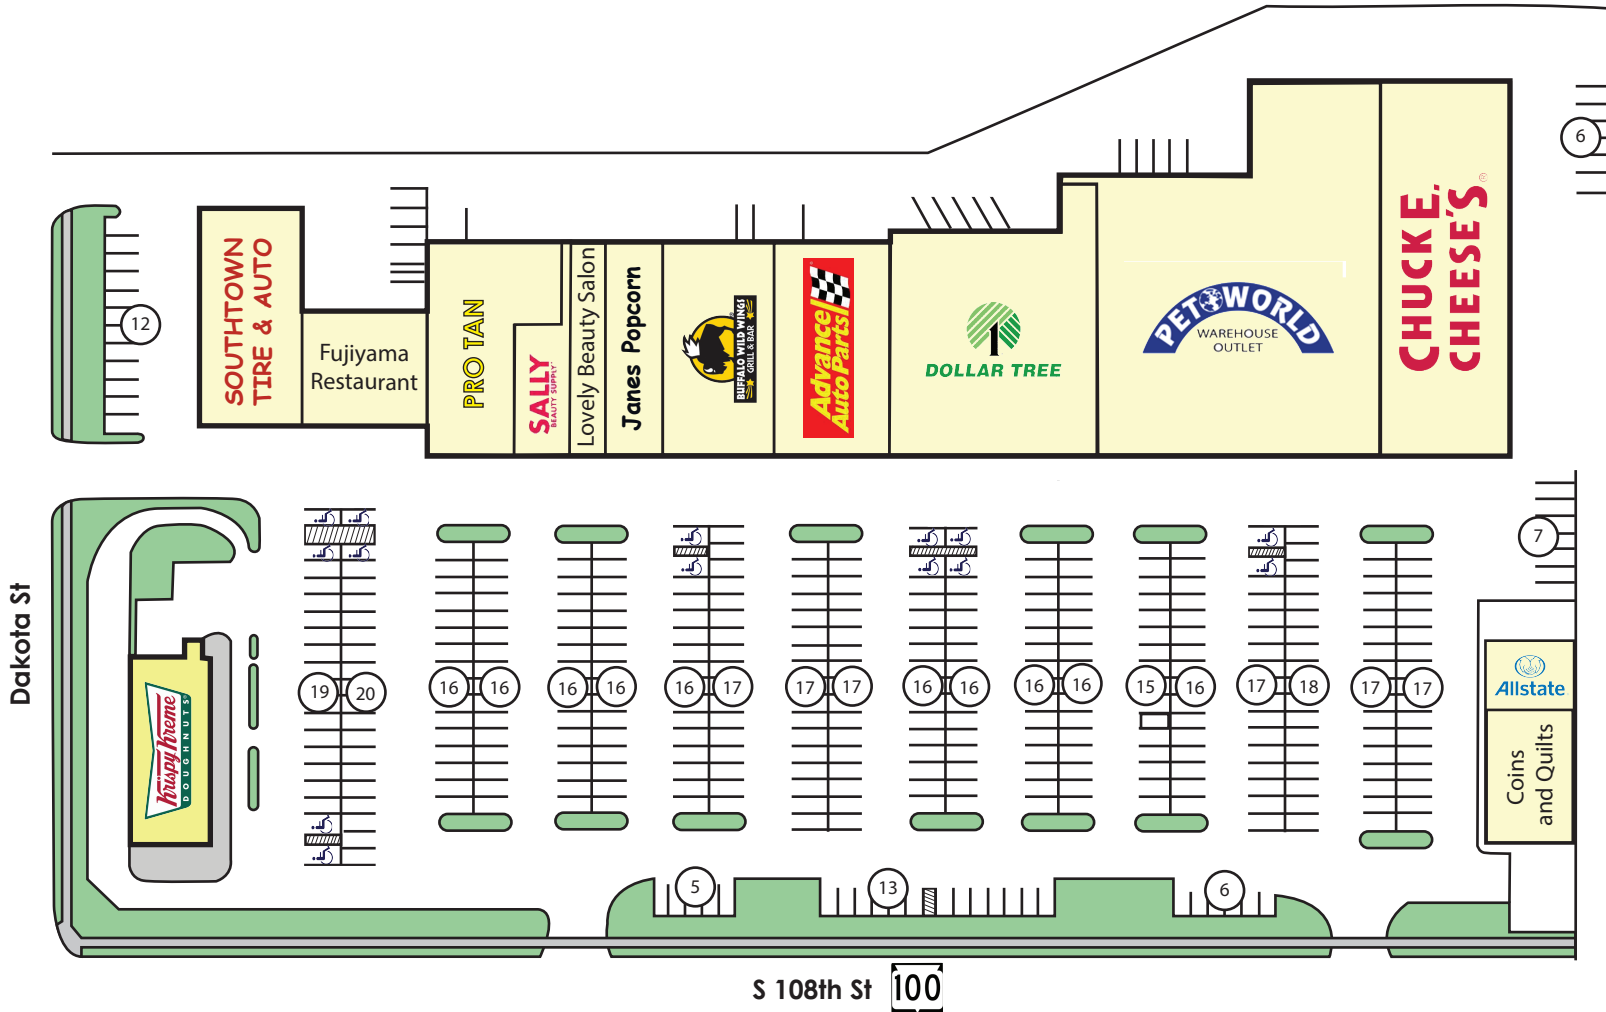 6
CHUCK E.
CHEESE'S
®
SOUTHTOWN
TIRE & AUTO
12
Fujiyama
Restaurant
PRO TAN
SALLY
BEAUTY SUPPLY
Lovely Beauty Salon
Janes Popcorn
BUFFALO WILD WINGS
GRILL & BAR
Advance
Auto Parts
1
DOLLAR TREE
PET WORLD
WAREHOUSE
OUTLET
7
Dakota St
Krispy Kreme
DOUGHNUTS
19 20
16 16
16 16
16 17
17 17
16 16
16 16
15 16
17 18
17 17
Allstate
Coins
and Quilts
5
13
6
S 108th St 100